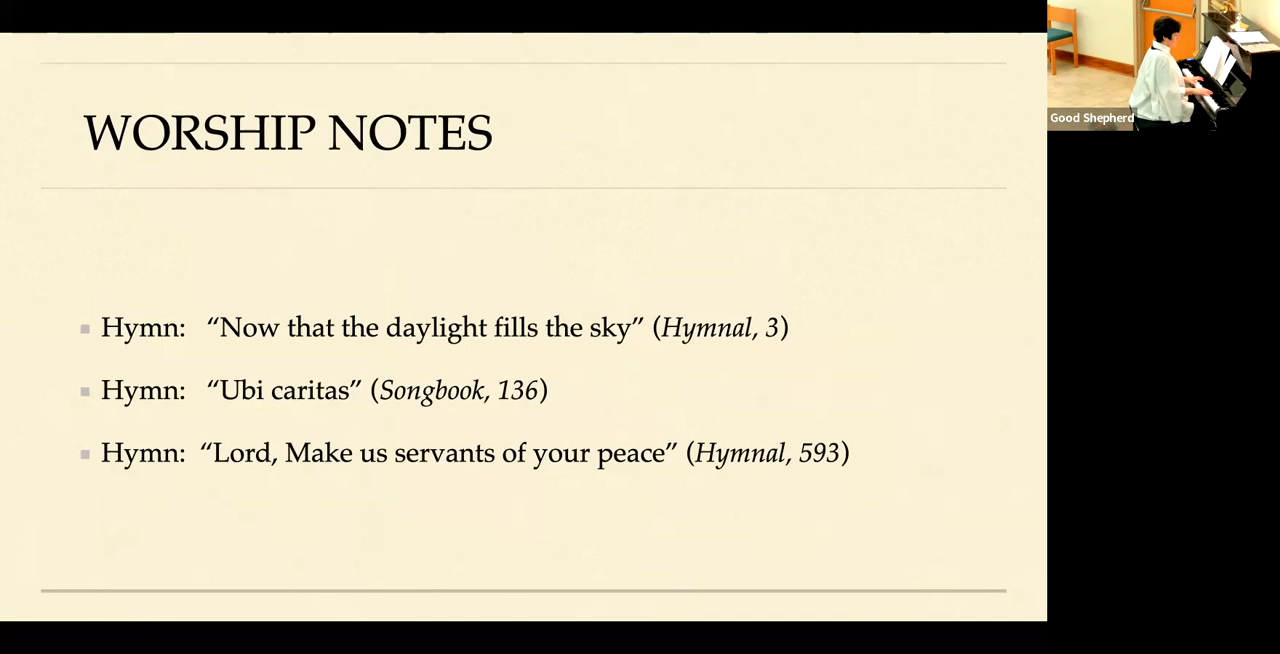 WORSHIP NOTES
Good Shepherd
Hymn: “Now that the daylight fills the sky” (Hymnal, 3)
Hymn: “Ubi caritas” (Songbook, 136)
Hymn: “Lord, Make us servants of your peace” (Hymnal, 593)